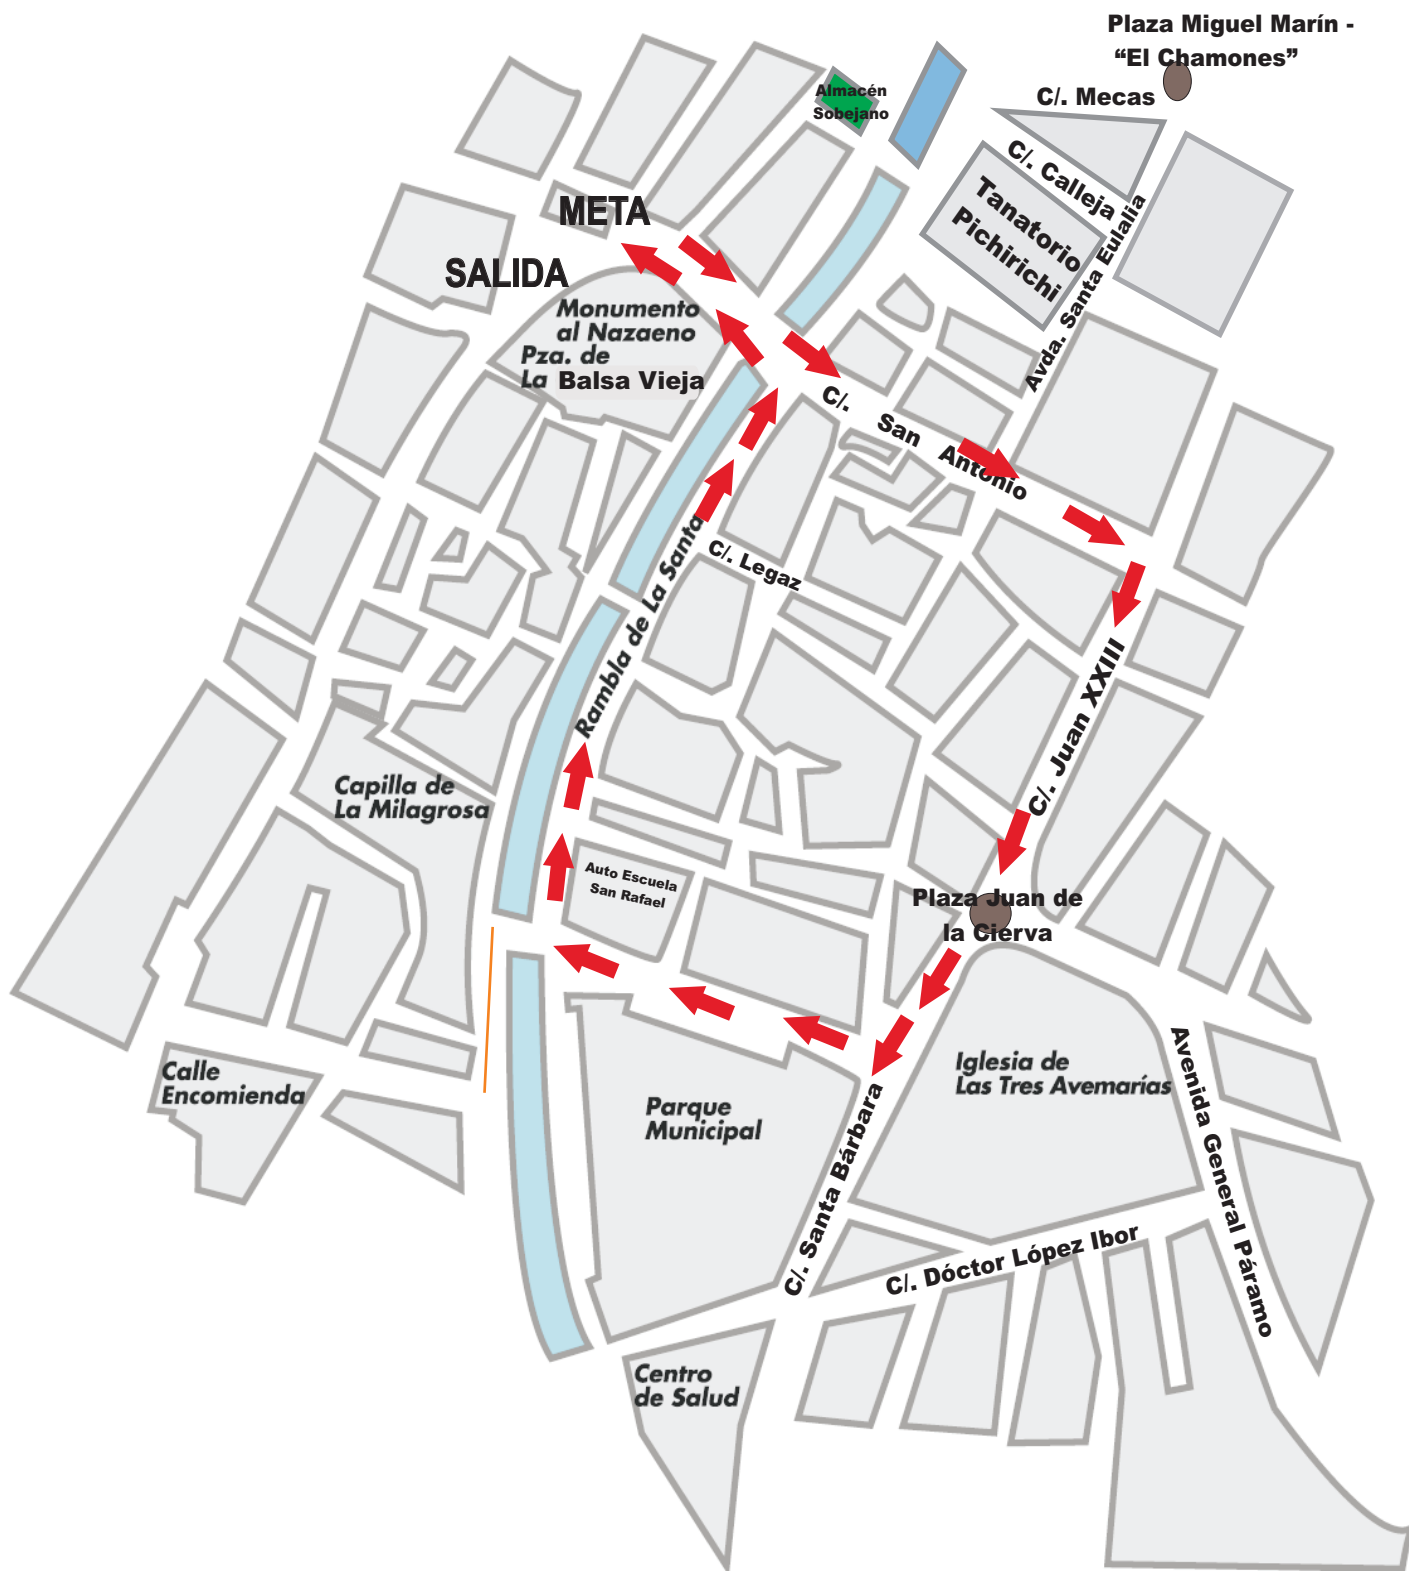 Plaza Miguel Marín -
“El Chamones”
Almacén
Sobejano
C/. Mecas
C/. Calleja
Tanatorio
Pichirichi
Avda. Santa Eulalia
META
SALIDA
Monumento
al Nazaeno
Pza. de
La Balsa Vieja
C/. San Antonio
Rambla de La Santa
C/. Legaz
C/. Juan XXIII
Capilla de
La Milagrosa
Auto Escuela
San Rafael
Plaza Juan de
la Cierva
Calle
Encomienda
Parque
Municipal
Iglesia de
Las Tres Avemarías
Avenida General Páramo
C/. Santa Bárbara
C/. Dóctor López Ibor
Centro
de Salud